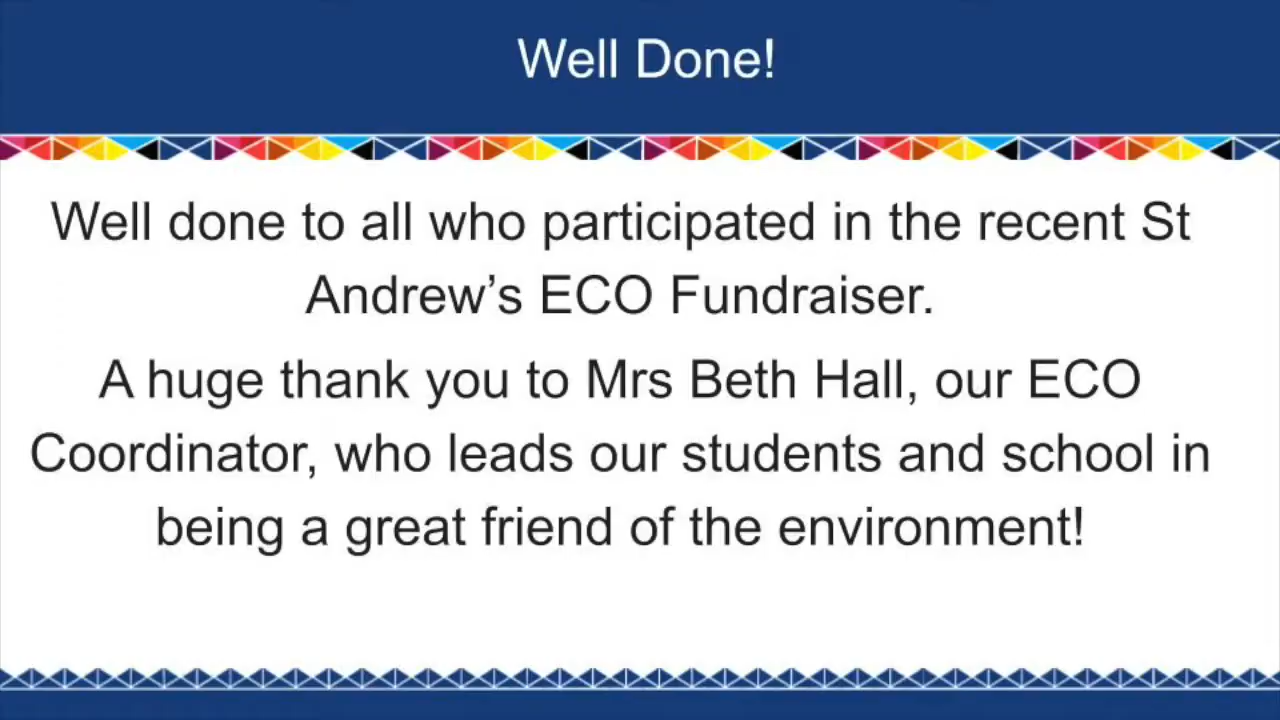 Well Done!
Well done to all who participated in the recent St
Andrew’s ECO Fundraiser.
A huge thank you to Mrs Beth Hall, our ECO
Coordinator, who leads our students and school in
being a great friend of the environment!